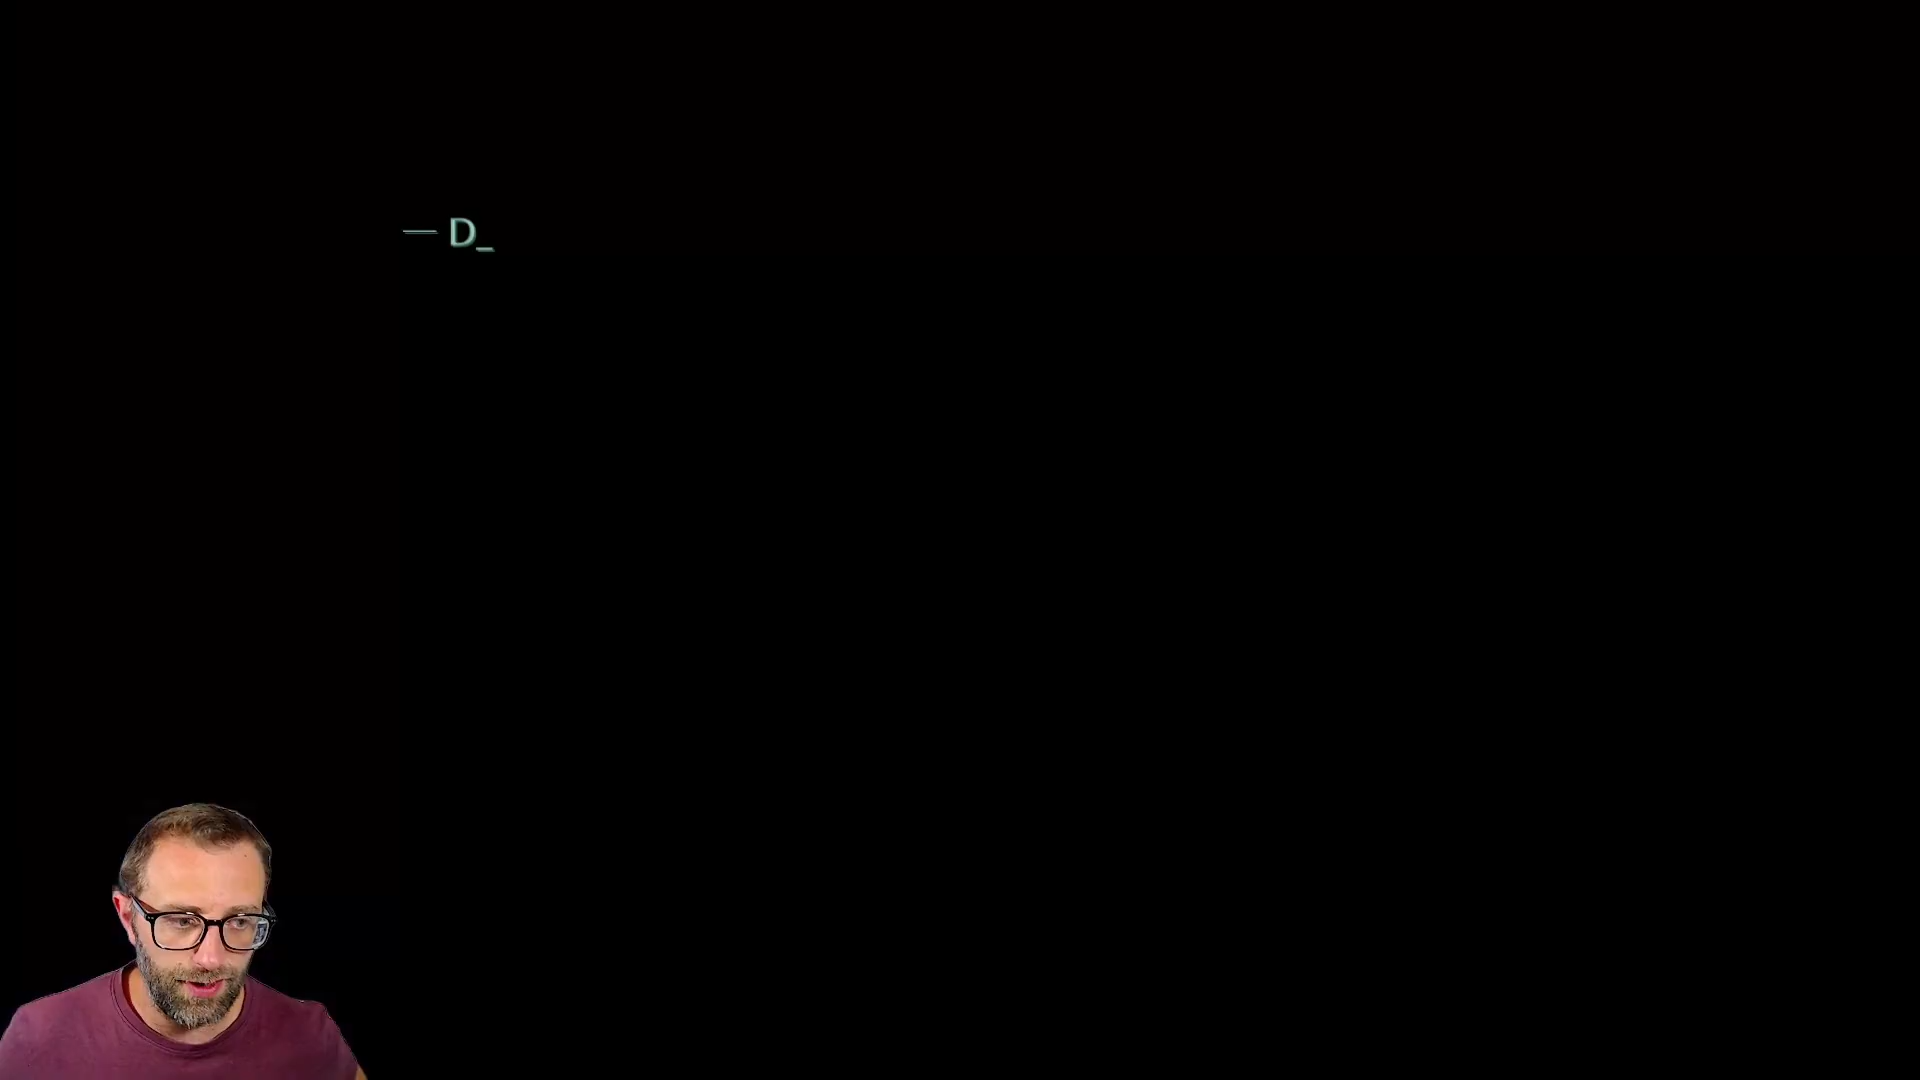 — D_